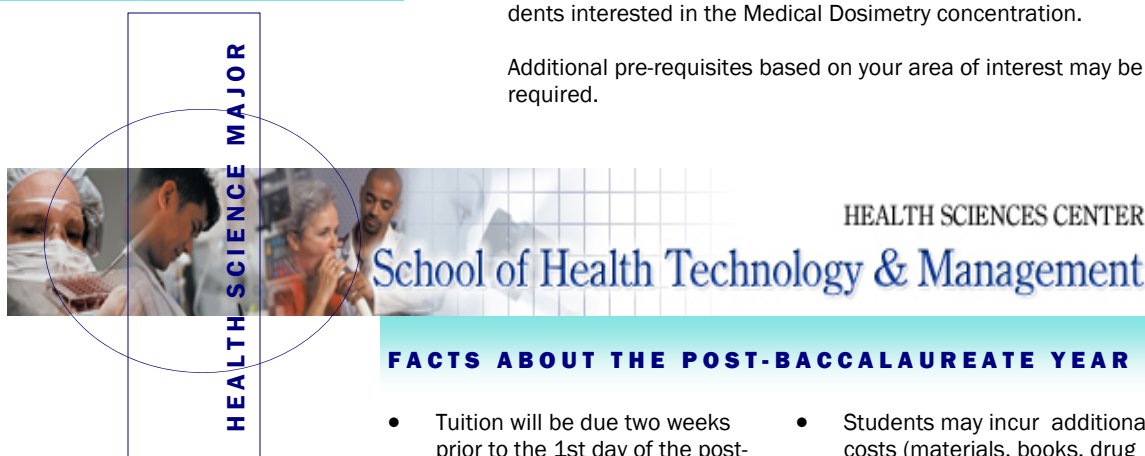 dents interested in the Medical Dosimetry concentration.
Additional pre-requisites based on your area of interest may be
required.
HEALTH SCIENCE MAJOR
HEALTH SCIENCES CENTER
School of Health Technology & Management
FACTS ABOUT THE POST-BACCALAUREATE YEAR
• Tuition will be due two weeks
prior to the 1st day of the post-
• Students may incur additiona
costs (materials, books, drug